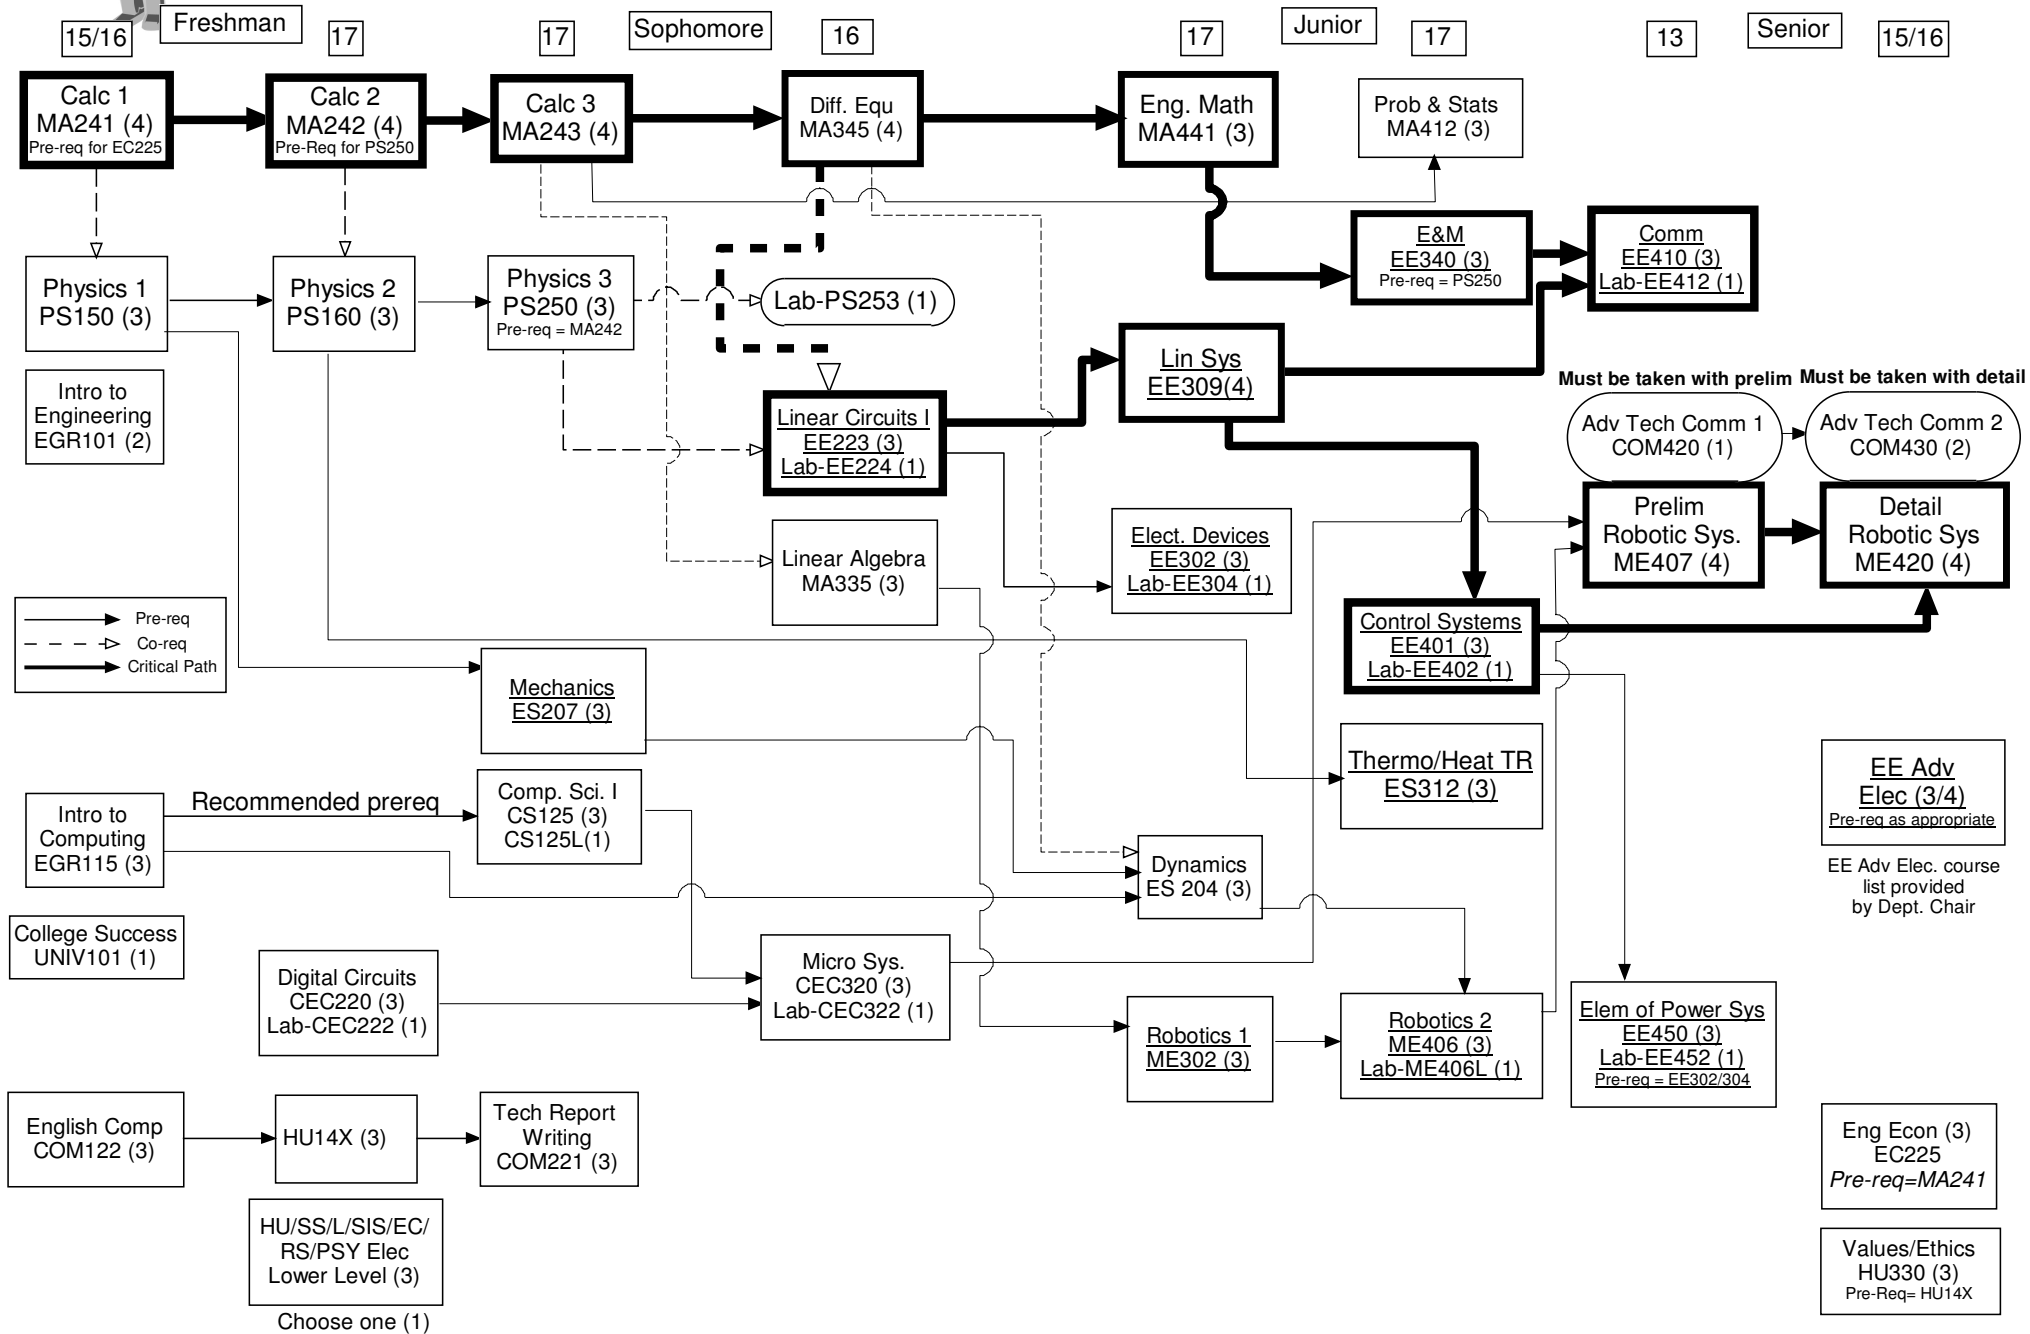 Freshman
Sophomore
Junior
Senior
15/16
17
17
16
17
17
13
15/16
Calc 1
MA241 (4)
Pre-req for EC225
Calc 2
MA242 (4)
Pre-Req for PS250
Calc 3
MA243 (4)
Diff. Equ
MA345 (4)
Eng. Math
MA441 (3)
Prob & Stats
MA412 (3)
E&M
EE340 (3)
Pre-req = PS250
Comm
EE410 (3)
Lab-EE412 (1)
Physics 1
PS150 (3)
Physics 2
PS160 (3)
Physics 3
PS250 (3)
Pre-req = MA242
Lab-PS253 (1)
Lin Sys
EE309(4)
Must be taken with prelim
Must be taken with detail
Intro to
Engineering
EGR101 (2)
Linear Circuits I
EE223 (3)
Lab-EE224 (1)
Adv Tech Comm 1
COM420 (1)
Adv Tech Comm 2
COM430 (2)
Prelim
Robotic Sys.
ME407 (4)
Detail
Robotic Sys
ME420 (4)
Linear Algebra
MA335 (3)
Elect. Devices
EE302 (3)
Lab-EE304 (1)
Pre-req
Co-req
Critical Path
Control Systems
EE401 (3)
Lab-EE402 (1)
Mechanics
ES207 (3)
Thermo/Heat TR
ES312 (3)
EE Adv
Elec (3/4)
Pre-req as appropriate
EE Adv Elec. course
list provided
by Dept. Chair
Intro to
Computing
EGR115 (3)
Recommended prereq
Comp. Sci. I
CS125 (3)
CS125L(1)
Dynamics
ES 204 (3)
College Success
UNIV101 (1)
Digital Circuits
CEC220 (3)
Lab-CEC222 (1)
Micro Sys.
CEC320 (3)
Lab-CEC322 (1)
Robotics 1
ME302 (3)
Robotics 2
ME406 (3)
Lab-ME406L (1)
Elem of Power Sys
EE450 (3)
Lab-EE452 (1)
Pre-req = EE302/304
English Comp
COM122 (3)
HU14X (3)
Tech Report
Writing
COM221 (3)
Eng Econ (3)
EC225
Pre-req=MA241
HU/SS/L/SIS/EC/
RS/PSY Elec
Lower Level (3)
Choose one (1)
Values/Ethics
HU330 (3)
Pre-Req= HU14X